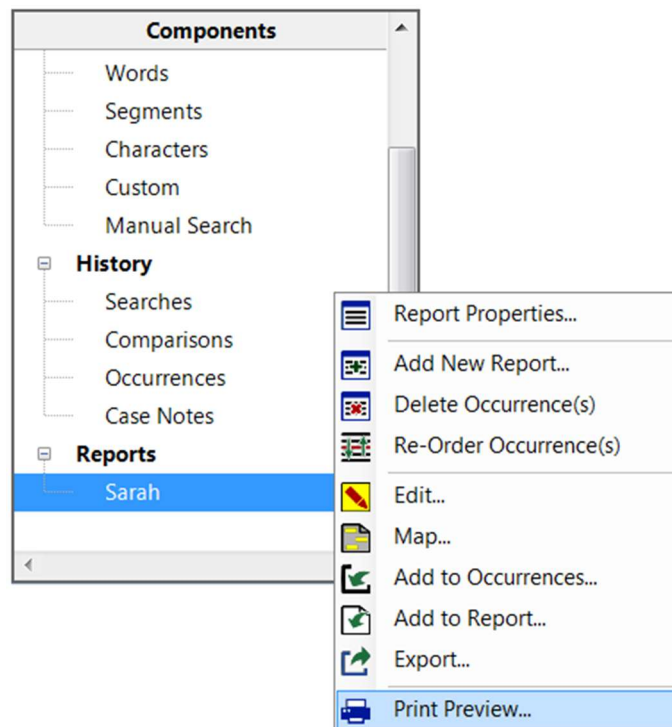 Components
Words
Segments
Characters
Custom
Manual Search
History
Searches
Comparisons
Occurrences
Case Notes
Reports
Sarah
Report Properties...
Add New Report...
Delete Occurrence(s)
Re-Order Occurrence(s)
Edit...
Map...
Add to Occurrences...
Add to Report...
Export...
Print Preview...